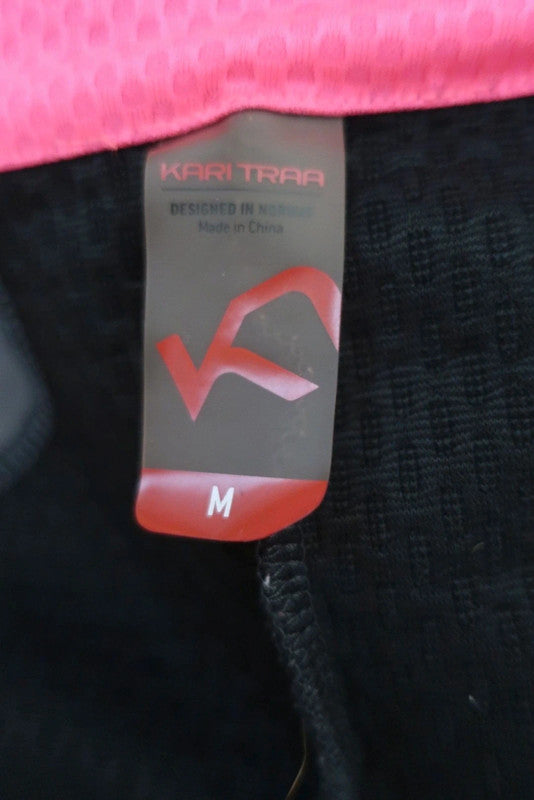 KARI TRAA
DESIGNED IN NORWAY
Made in China
M